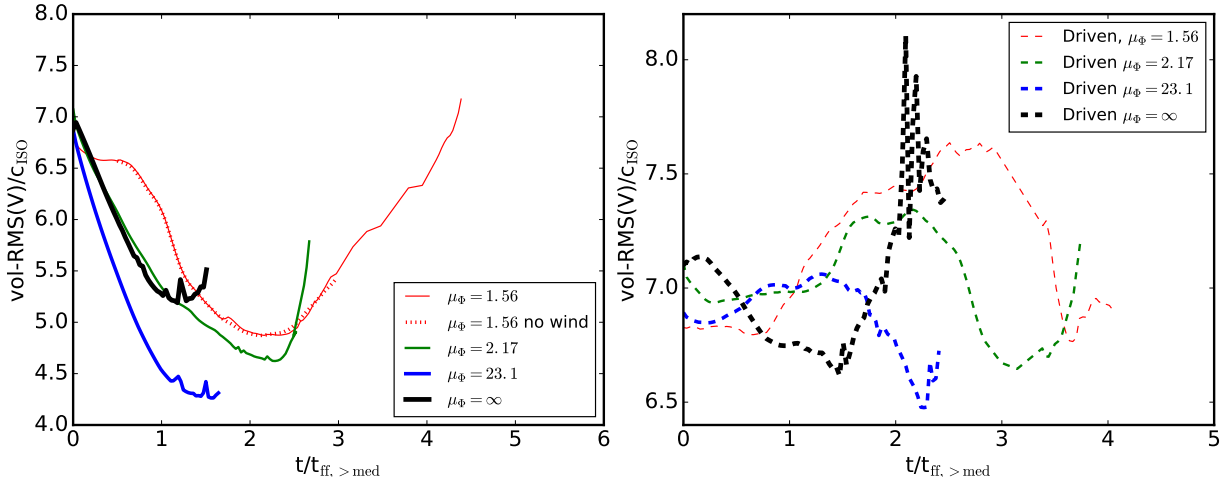 vol-RMS(V)/c_ISO
8.0
7.5
7.0
6.5
6.0
5.5
5.0
4.5
4.0
0 1 2 3 4 5 6
t/t_ff, >med
μ_Φ = 1.56
μ_Φ = 1.56 no wind
μ_Φ = 2.17
μ_Φ = 23.1
μ_Φ = ∞
vol-RMS(V)/c_ISO
8.0
7.5
7.0
6.5
0 1 2 3 4 5
t/t_ff, >med
Driven, μ_Φ = 1.56
Driven μ_Φ = 2.17
Driven μ_Φ = 23.1
Driven μ_Φ = ∞